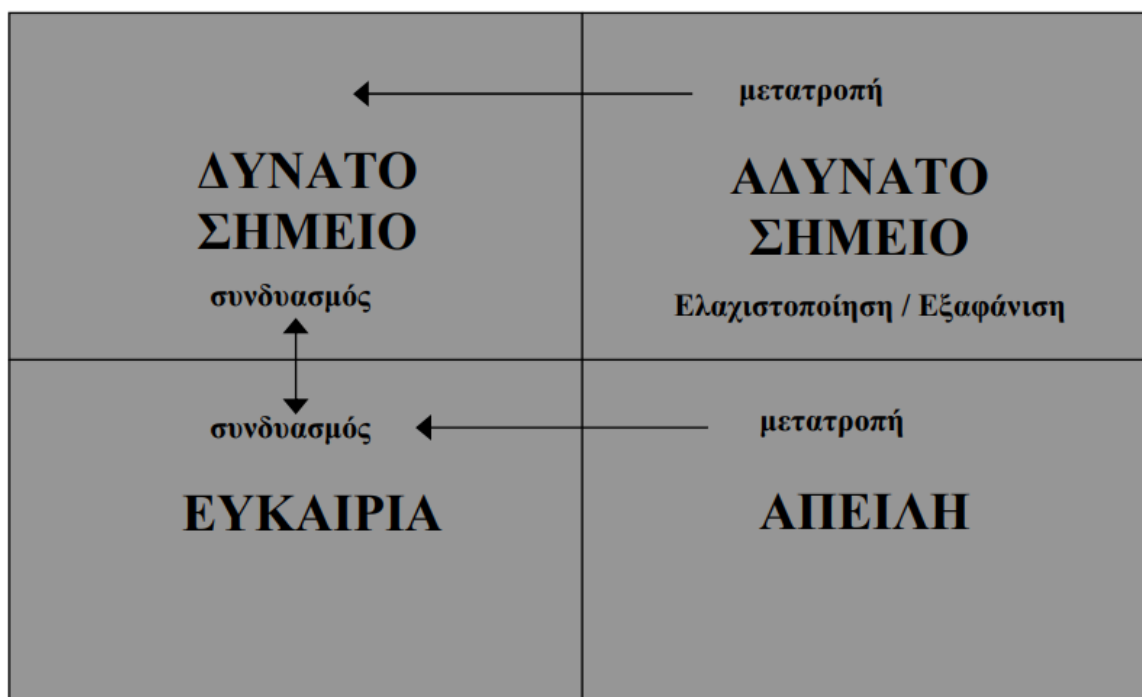 μετατροπή
ΔΥΝΑΤΟ
ΣΗΜΕΙΟ
συνδυασμός
ΑΔΥΝΑΤΟ
ΣΗΜΕΙΟ
Ελαχιστοποίηση / Εξαφάνιση
συνδυασμός
ΕΥΚΑΙΡΙΑ
μετατροπή
ΑΠΕΙΛΗ